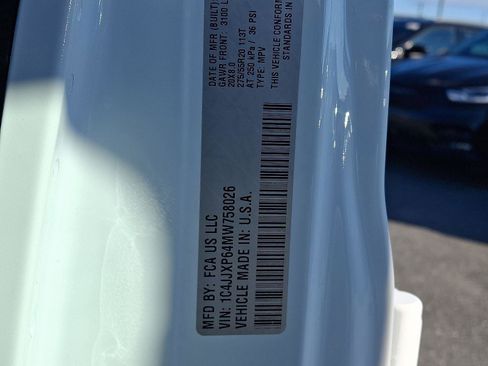 MFD BY: FCA US LLC
DATE OF MFR (BUILT)
GAWR FRONT: 3100 L
20X8.0
275/55R20 113T
AT 250 kPa / 36 PSI
TYPE: MPV
THIS VEHICLE CONFORM
STANDARDS IN
VIN: 1C4JJXP64MW758026
VEHICLE MADE IN: U.S.A.